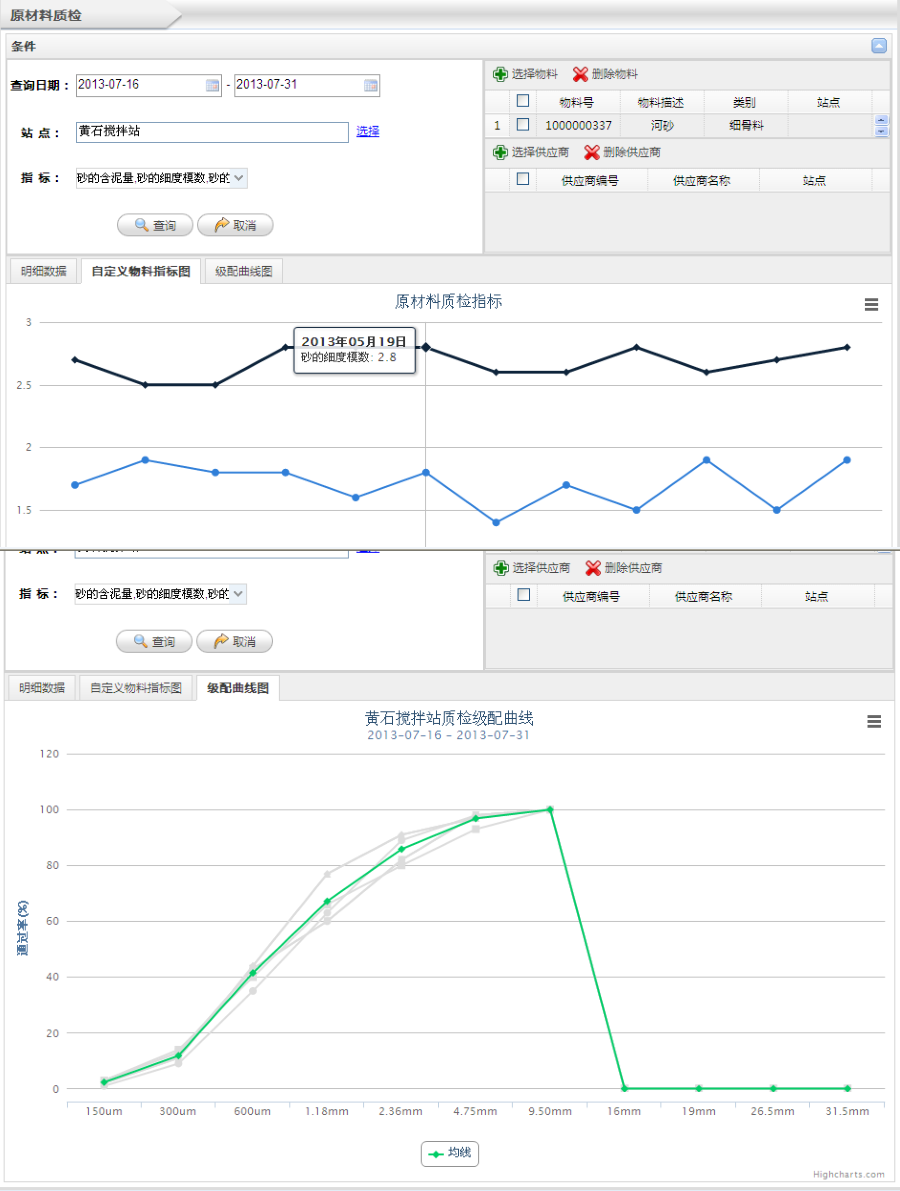 原材料质检
条件
查询日期： 2013-07-16 - 2013-07-31
站 点： 黄石搅拌站 选择
指 标： 砂的含泥量,砂的细度模数,砂的
查询 取消
选择物料 删除物料
物料号 物料描述 类别 站点
1 1000000337 河砂 细骨料
选择供应商 删除供应商
供应商编号 供应商名称 站点
明细数据 自定义物料指标图 级配曲线图
原材料质检指标
3
2013年05月19日
砂的细度模数: 2.8
2.5
2
1.5
指 标： 砂的含泥量,砂的细度模数,砂的
查询 取消
选择供应商 删除供应商
供应商编号 供应商名称 站点
明细数据 自定义物料指标图 级配曲线图
黄石搅拌站质检级配曲线
2013-07-16 - 2013-07-31
通过率(%)
120
100
80
60
40
20
0
150um 300um 600um 1.18mm 2.36mm 4.75mm 9.50mm 16mm 19mm 26.5mm 31.5mm
均线
Highcharts.com